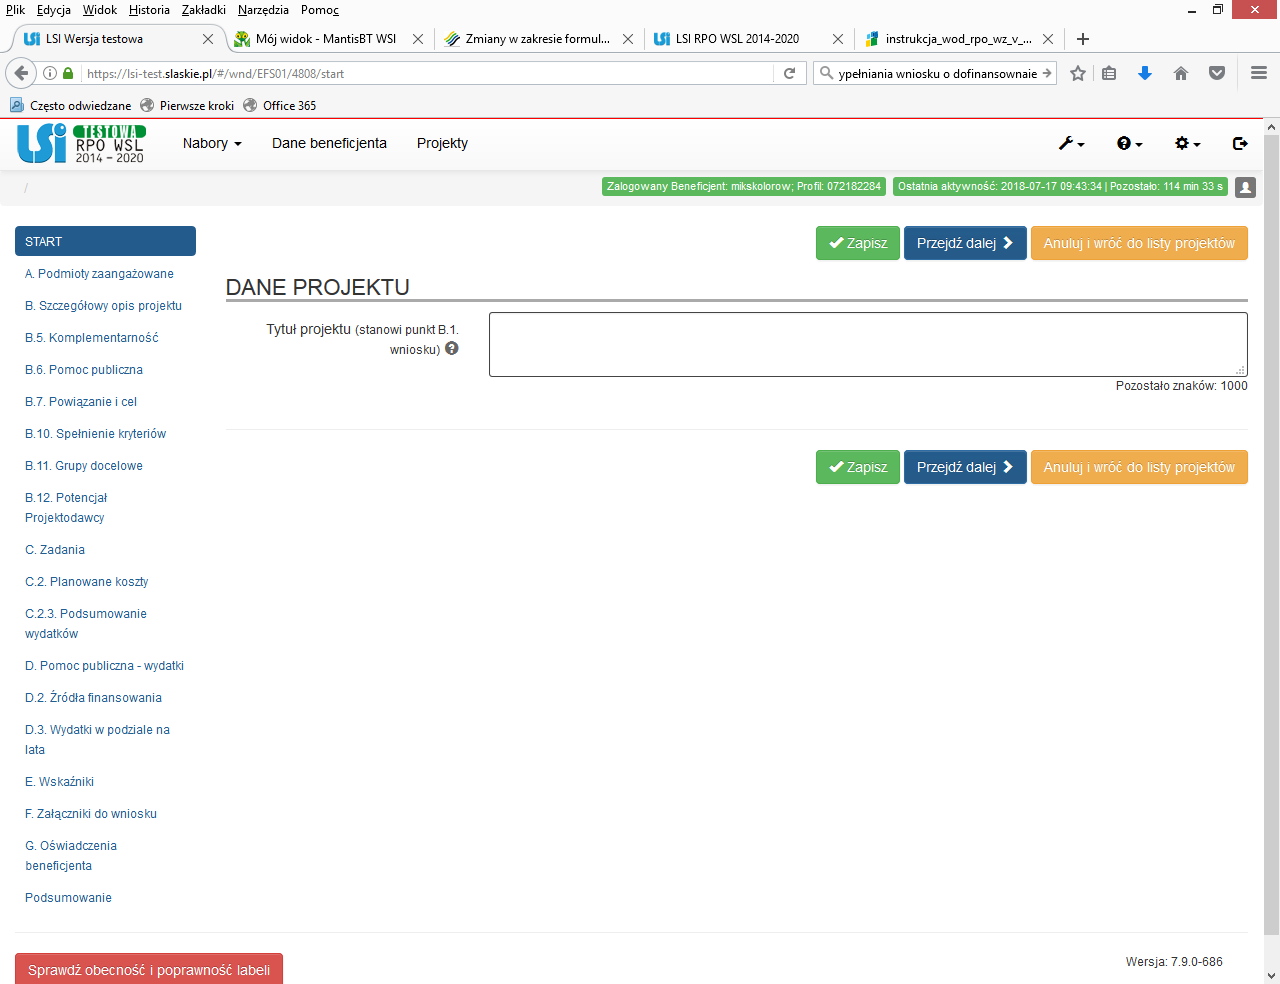 Plik Edycja Widok Historia Zakładki Narzędzia Pomoc
LSI Wersja testowa
Mój widok - MantisBT WSI
Zmiany w zakresie formul...
LSI RPO WSL 2014-2020
instrukcja_wod_rpo_wz_v_...
https://lsi-test.slaskie.pl/#/wnd/EFS01/4808/start
ypełniania wniosku o dofinansownaie
Często odwiedzane Pierwsze kroki Office 365
LSi TESTOWA
RPO WSL
2014 – 2020
Nabory Dane beneficjenta Projekty
/
Zalogowany Beneficjent: mikskolorow; Profil: 072182284
Ostatnia aktywność: 2018-07-17 09:43:34 | Pozostało: 114 min 33 s
START
A. Podmioty zaangażowane
B. Szczegółowy opis projektu
B.5. Komplementarność
B.6. Pomoc publiczna
B.7. Powiązanie i cel
B.10. Spełnienie kryteriów
B.11. Grupy docelowe
B.12. Potencjał
Projektodawcy
C. Zadania
C.2. Planowane koszty
C.2.3. Podsumowanie
wydatków
D. Pomoc publiczna - wydatki
D.2. Źródła finansowania
D.3. Wydatki w podziale na
lata
E. Wskaźniki
F. Załączniki do wniosku
G. Oświadczenia
beneficjenta
Podsumowanie
Zapisz Przejdź dalej Anuluj i wróć do listy projektów
DANE PROJEKTU
Tytuł projektu (stanowi punkt B.1.
wniosku)
Pozostało znaków: 1000
Zapisz Przejdź dalej Anuluj i wróć do listy projektów
Sprawdź obecność i poprawność labeli
Wersja: 7.9.0-686